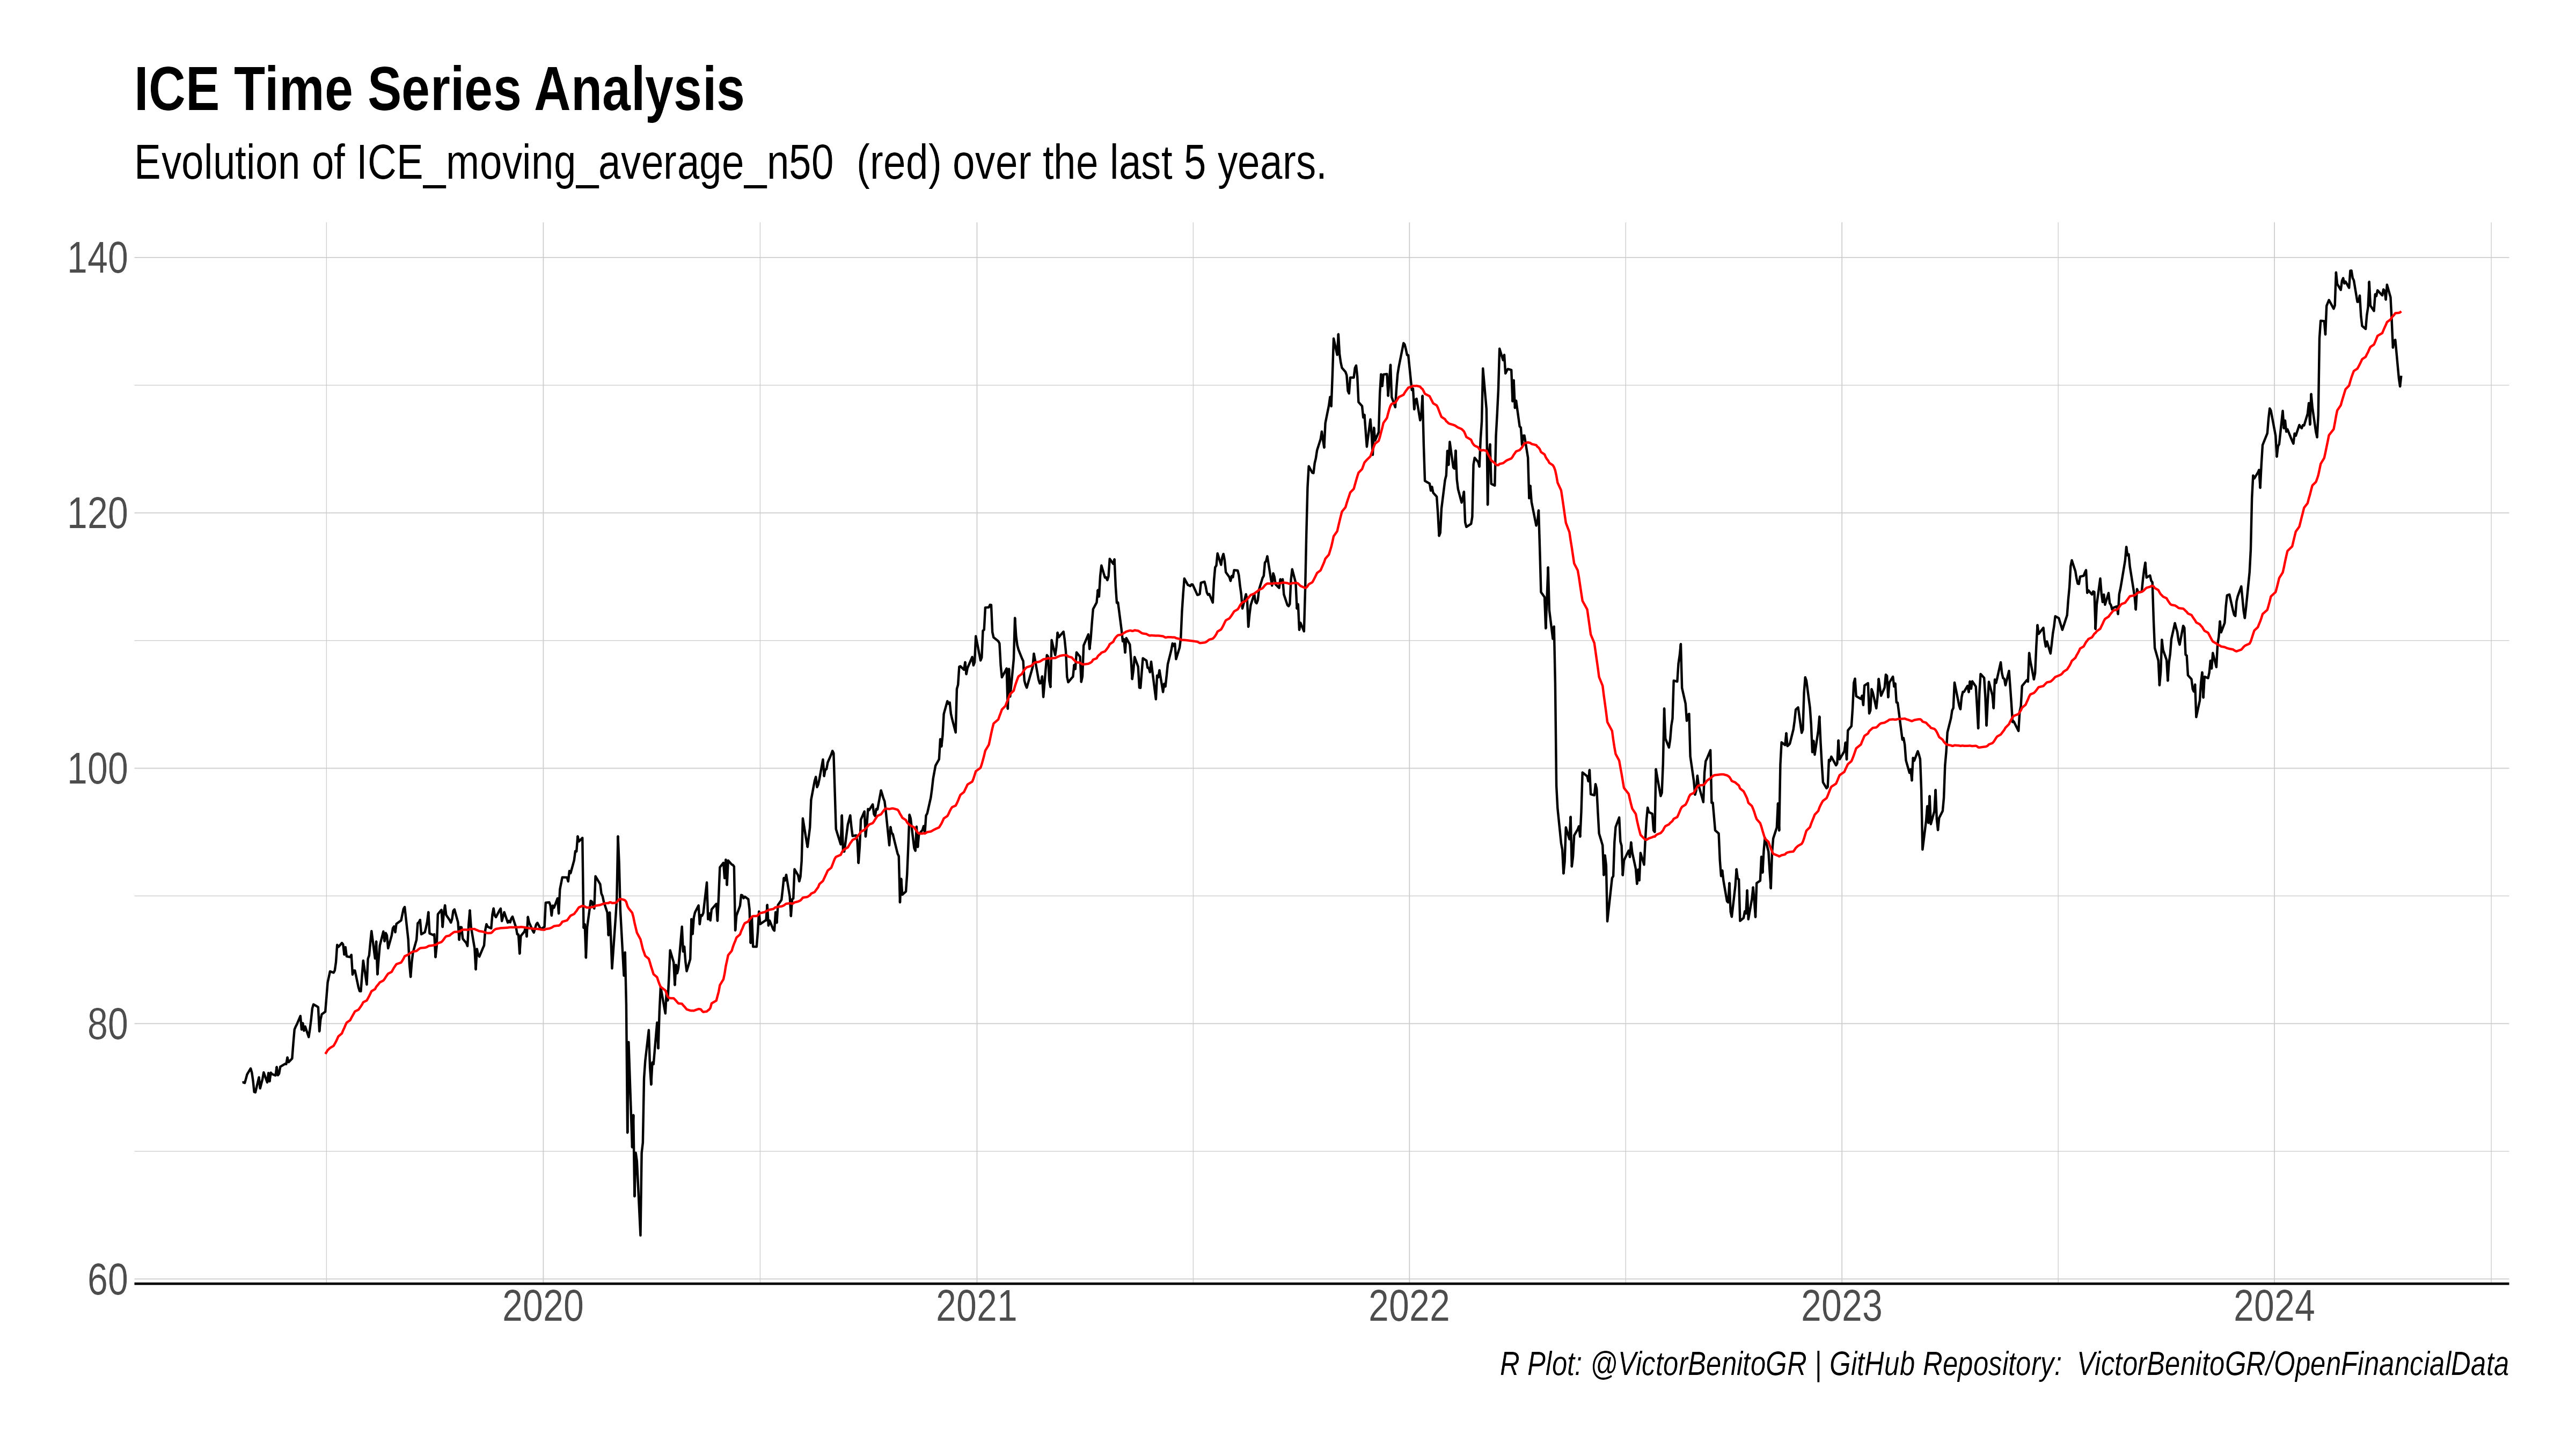 ICE Time Series Analysis
Evolution of ICE_moving_average_n50  (red) over the last 5 years.
140
120
100
80
60
2020 2021 2022 2023 2024
R Plot: @VictorBenitoGR | GitHub Repository:  VictorBenitoGR/OpenFinancialData